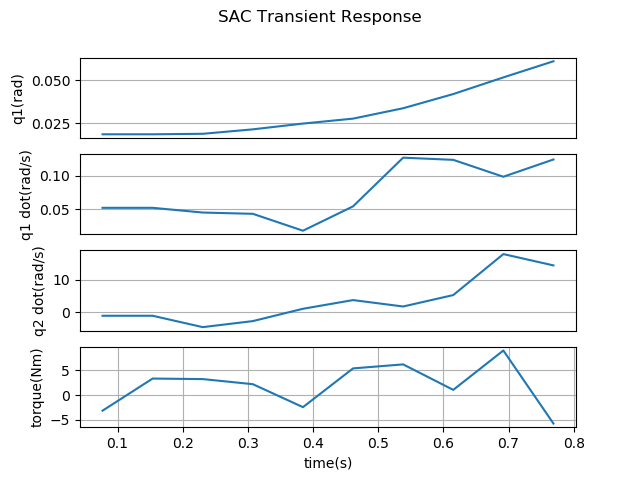 SAC Transient Response
q1(rad)
0.050
0.025
q1 dot(rad/s)
0.10
0.05
q2 dot(rad/s)
10
0
torque(Nm)
5
0
−5
0.1 0.2 0.3 0.4 0.5 0.6 0.7 0.8
time(s)